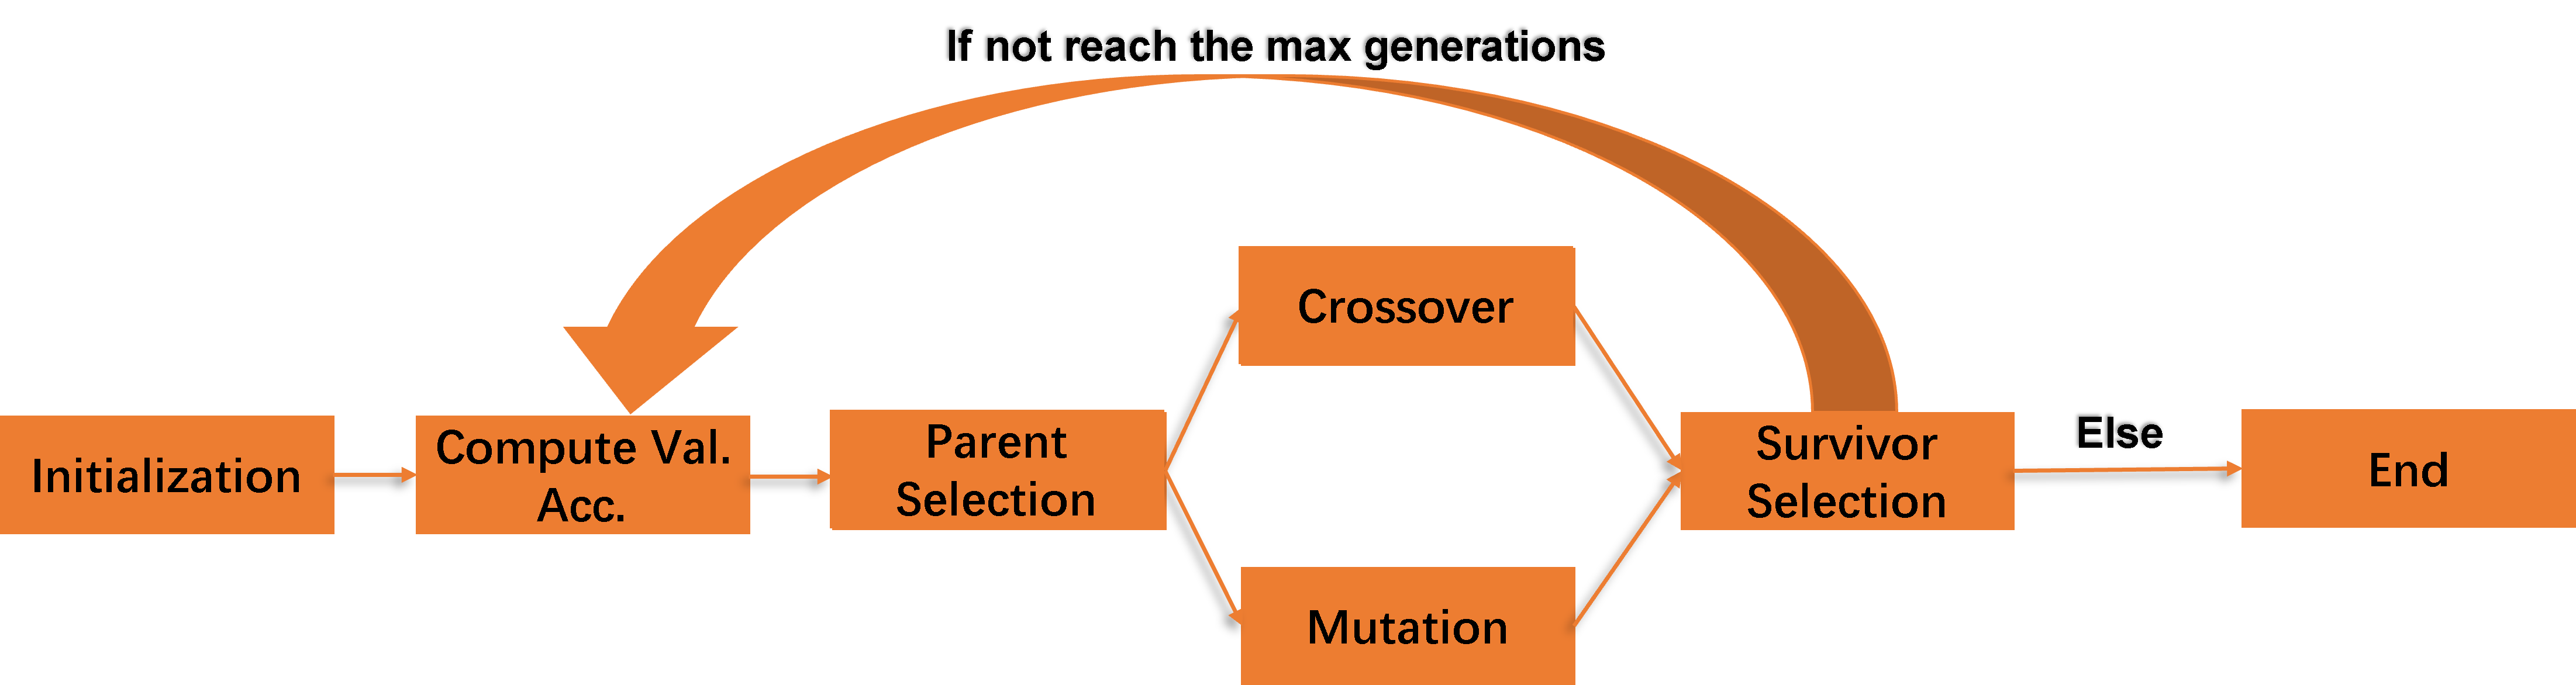 If not reach the max generations
Initialization
Compute Val.
Acc.
Parent
Selection
Crossover
Mutation
Survivor
Selection
Else
End